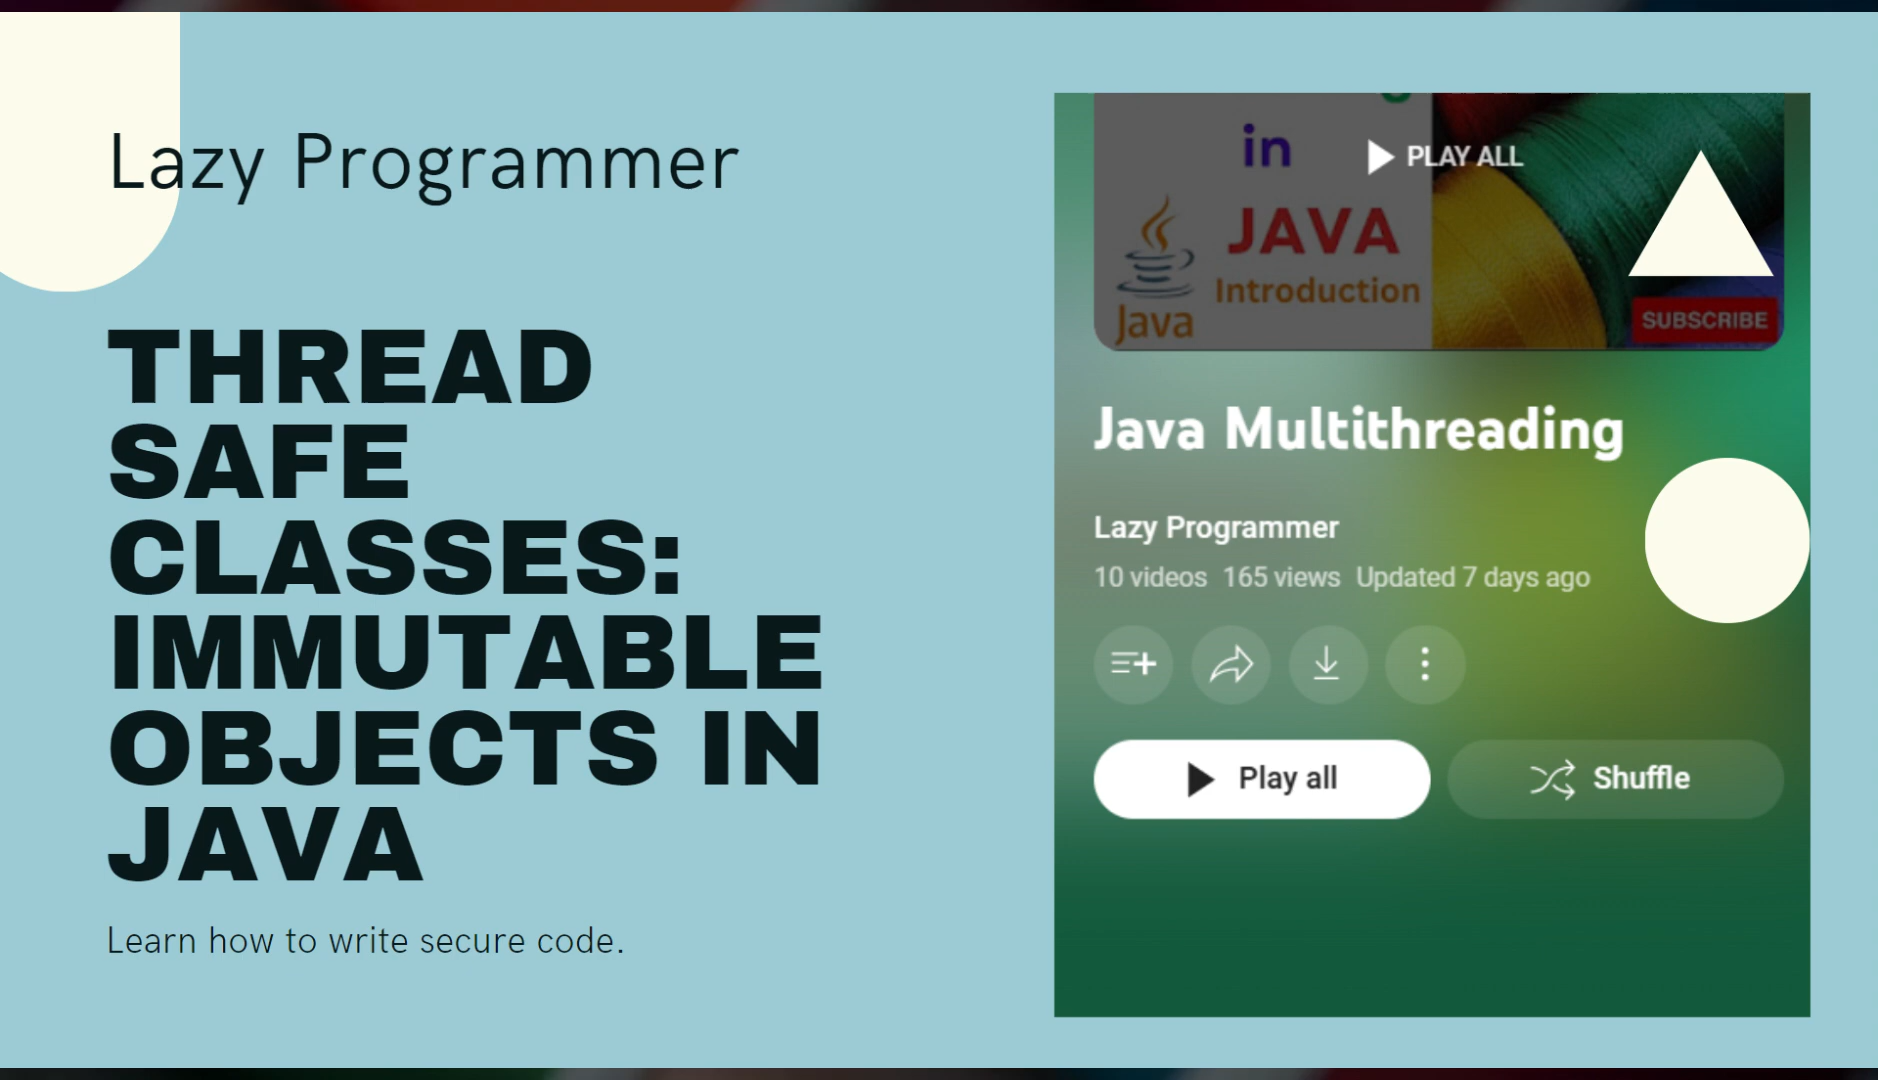 Lazy Programmer
THREAD
SAFE
CLASSES:
IMMUTABLE
OBJECTS IN
JAVA
Learn how to write secure code.
in
PLAY ALL
JAVA
Introduction
Java
SUBSCRIBE
Java Multithreading
Lazy Programmer
10 videos 165 views Updated 7 days ago
Play all
Shuffle